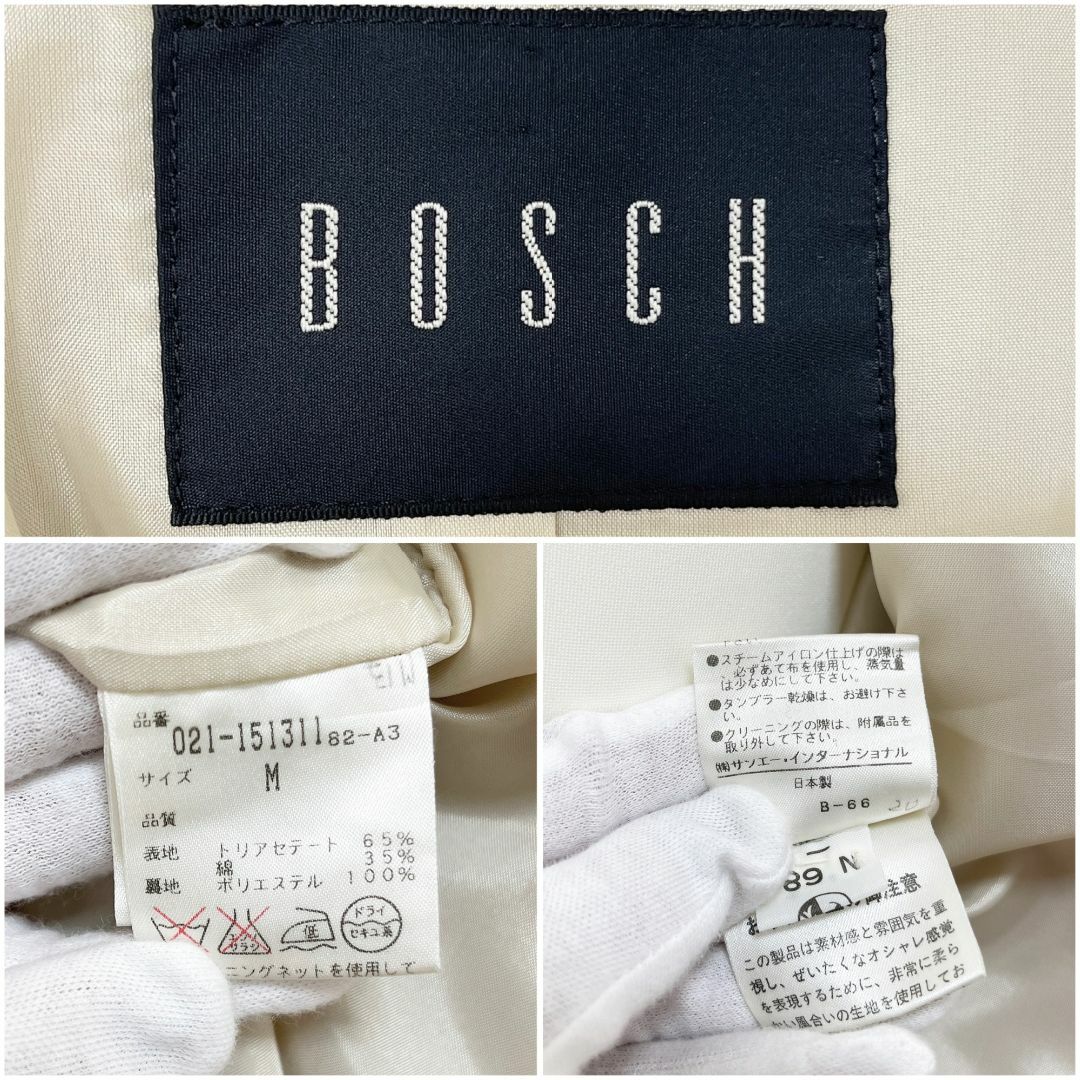 BOSCH
品番
021-151311 82-A3
サイズ M
品質
表地 トリアセテート 65%
綿 35%
裏地 ポリエステル 100%
エンソ サラシ
低
ドライ セキユ系
ニングネットを使用して
●スチームアイロン仕上げの際は
、必ずあて布を使用し、蒸気量
は少なめにして下さい。
●タンブラー乾燥は、お避け下さ
い。
●クリーニングの際は、附属品を
取り外して下さい。
㈱サンエー・インターナショナル
日本製
B-66
89 N
注意
この製品は素材感と雰囲気を重
視し、ぜいたくなオシャレ感覚
を表現するために、非常に柔ら
かい風合いの生地を使用してお